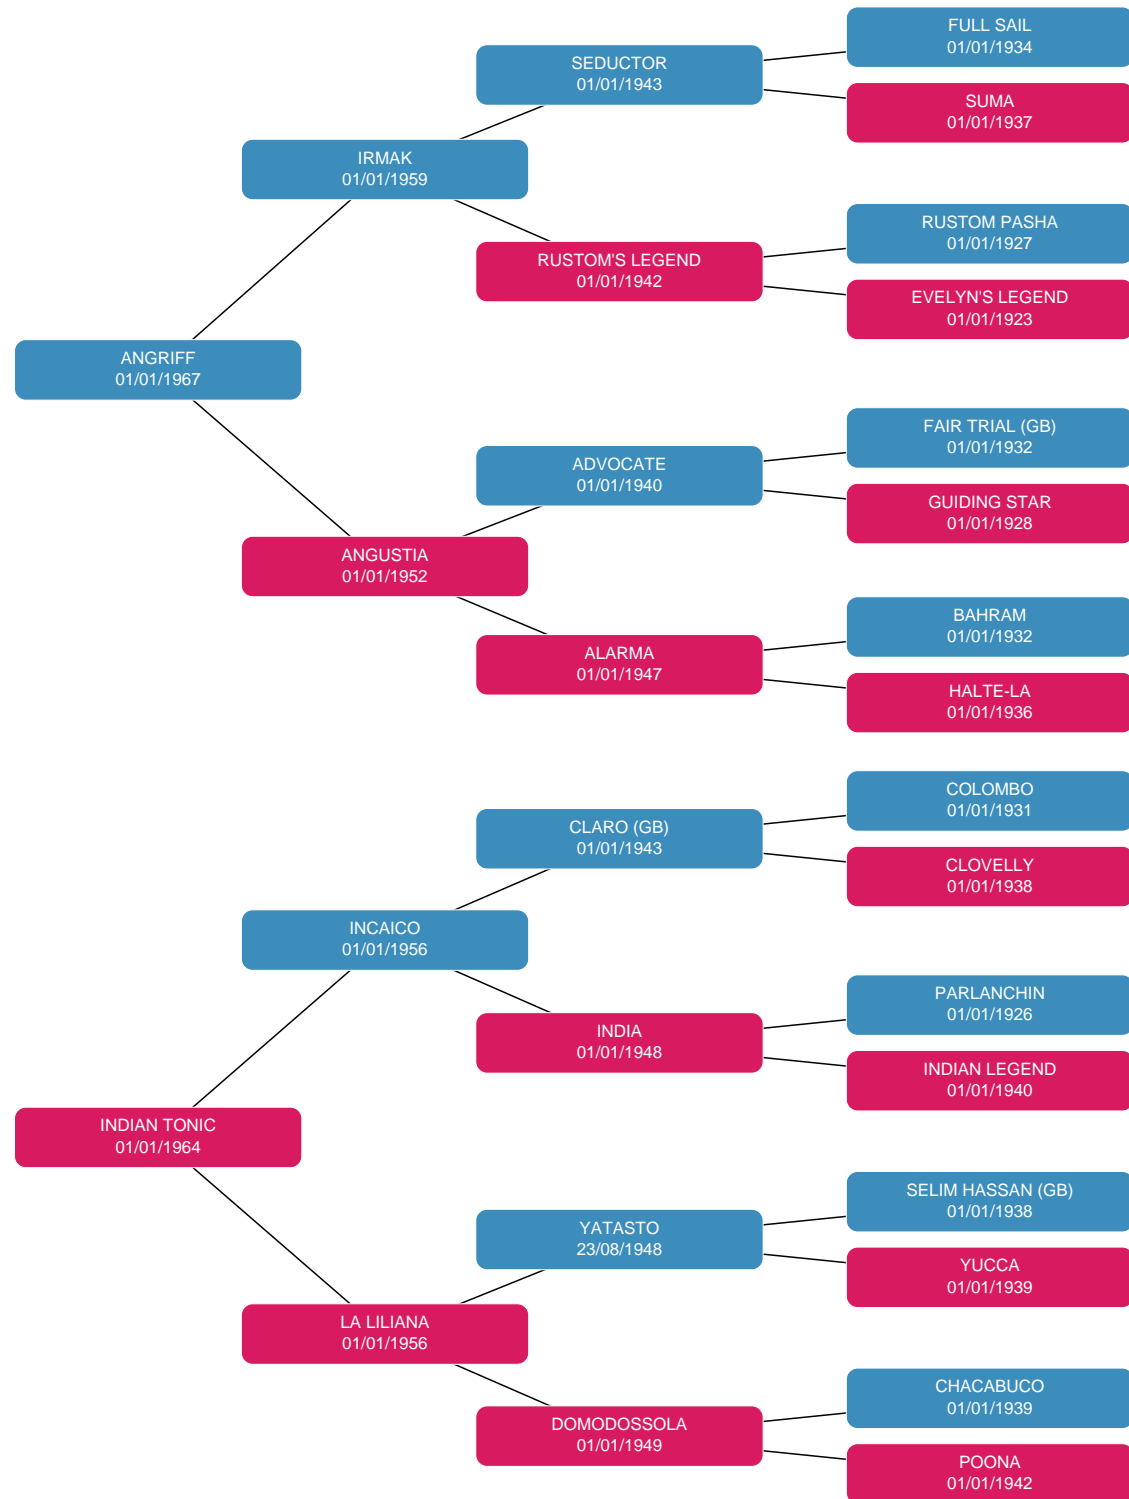 FULL SAIL
01/01/1934
SEDUCTOR
01/01/1943
SUMA
01/01/1937
IRMAK
01/01/1959
RUSTOM PASHA
01/01/1927
RUSTOM'S LEGEND
01/01/1942
EVELYN'S LEGEND
01/01/1923
ANGRIFF
01/01/1967
FAIR TRIAL (GB)
01/01/1932
ADVOCATE
01/01/1940
GUIDING STAR
01/01/1928
ANGUSTIA
01/01/1952
BAHRAM
01/01/1932
ALARMA
01/01/1947
HALTE-LA
01/01/1936
COLOMBO
01/01/1931
CLARO (GB)
01/01/1943
CLOVELLY
01/01/1938
INCAICO
01/01/1956
PARLANCHIN
01/01/1926
INDIA
01/01/1948
INDIAN LEGEND
01/01/1940
INDIAN TONIC
01/01/1964
SELIM HASSAN (GB)
01/01/1938
YATASTO
23/08/1948
YUCCA
01/01/1939
LA LILIANA
01/01/1956
CHACABUCO
01/01/1939
DOMODOSSOLA
01/01/1949
POONA
01/01/1942